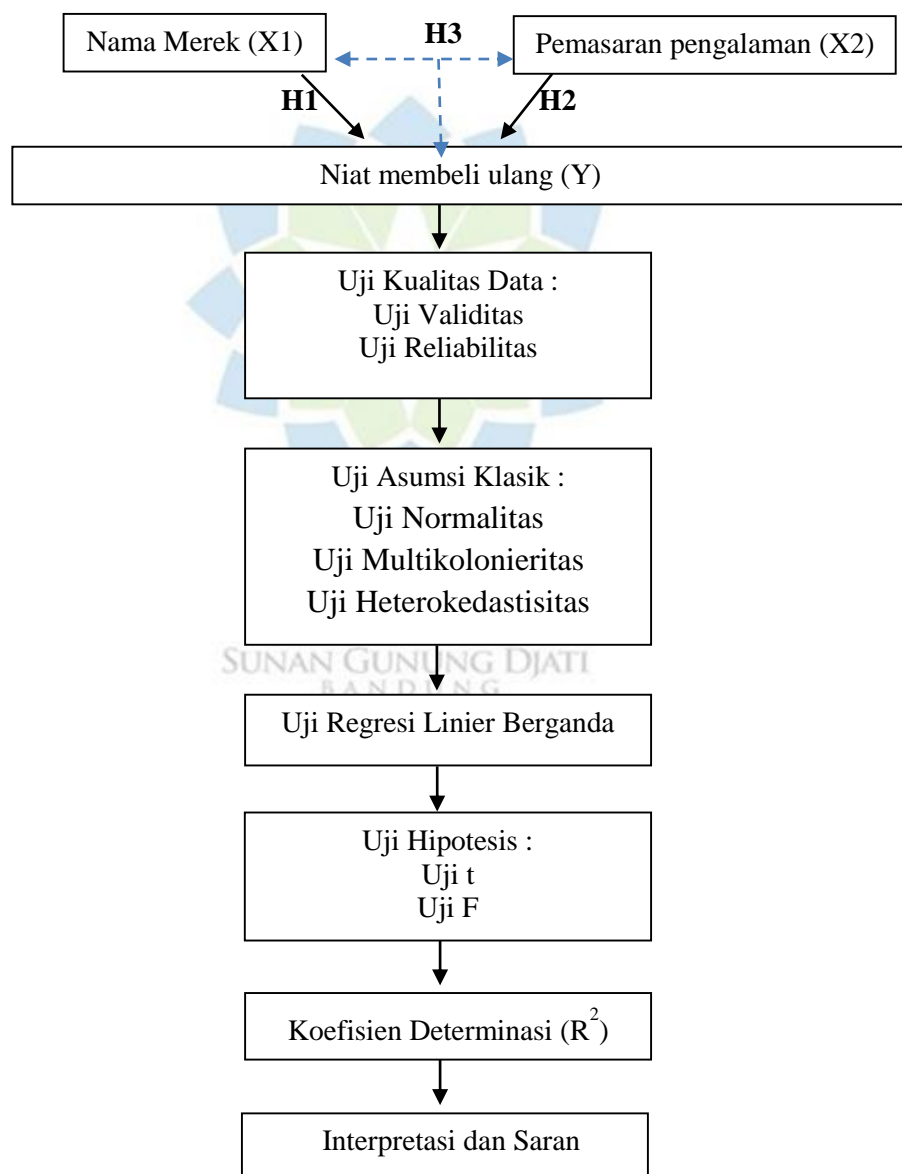 Nama Merek (X1)
H3
Pemasaran pengalaman (X2)
H1
H2
Niat membeli ulang (Y)
Uji Kualitas Data :
Uji Validitas
Uji Reliabilitas
Uji Asumsi Klasik :
Uji Normalitas
Uji Multikolonieritas
Uji Heterokedastisitas
SUNAN GUNUNG DJATI
BANDUNG
Uji Regresi Linier Berganda
Uji Hipotesis :
Uji t
Uji F
Koefisien Determinasi (R²)
Interpretasi dan Saran